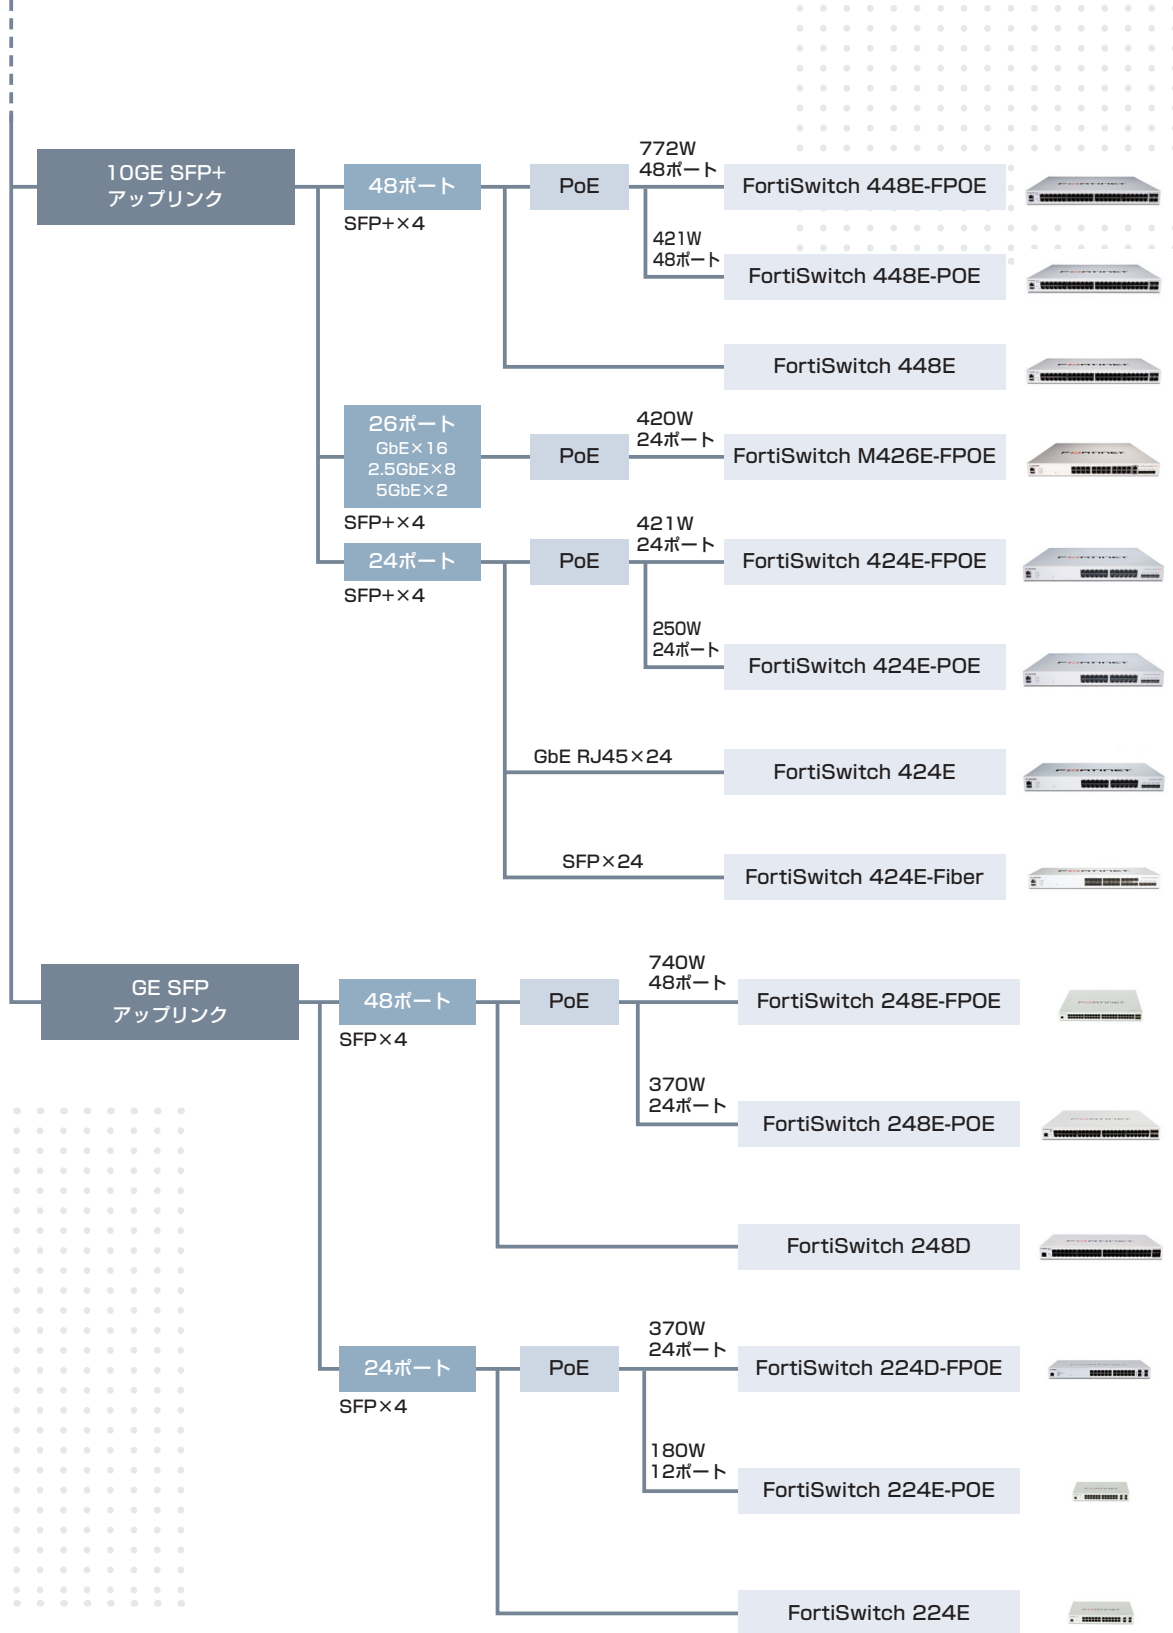 10GE SFP+
アップリンク
48ポート
SFP+×4
PoE
772W
48ポート
FortiSwitch 448E-FPOE
421W
48ポート
FortiSwitch 448E-POE
FortiSwitch 448E
26ポート
GbE×16
2.5GbE×8
5GbE×2
SFP+×4
PoE
420W
24ポート
FortiSwitch M426E-FPOE
24ポート
SFP+×4
PoE
421W
24ポート
FortiSwitch 424E-FPOE
250W
24ポート
FortiSwitch 424E-POE
GbE RJ45×24
FortiSwitch 424E
SFP×24
FortiSwitch 424E-Fiber
GE SFP
アップリンク
48ポート
SFP×4
PoE
740W
48ポート
FortiSwitch 248E-FPOE
370W
24ポート
FortiSwitch 248E-POE
FortiSwitch 248D
24ポート
SFP×4
PoE
370W
24ポート
FortiSwitch 224D-FPOE
180W
12ポート
FortiSwitch 224E-POE
FortiSwitch 224E